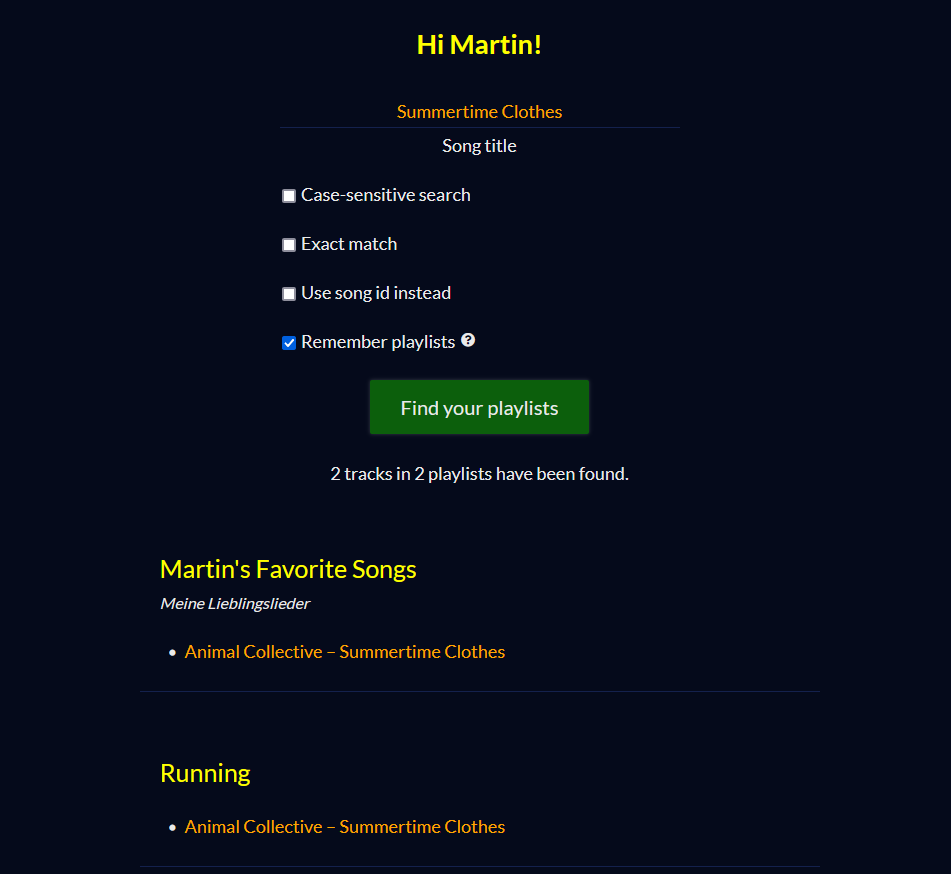 Hi Martin!
Summertime Clothes
Song title
Case-sensitive search
Exact match
Use song id instead
Remember playlists ?
Find your playlists
2 tracks in 2 playlists have been found.
Martin's Favorite Songs
Meine Lieblingslieder
• Animal Collective – Summertime Clothes
Running
• Animal Collective – Summertime Clothes